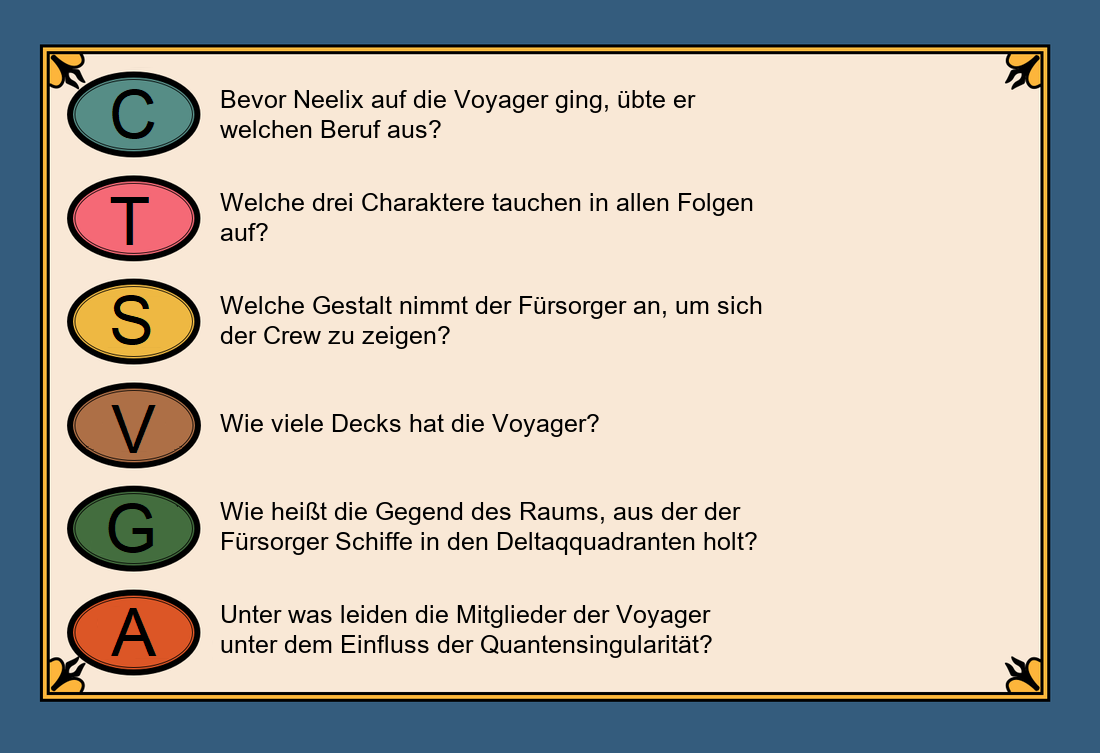 C
Bevor Neelix auf die Voyager ging, übte er
welchen Beruf aus?
T
Welche drei Charaktere tauchen in allen Folgen
auf?
S
Welche Gestalt nimmt der Fürsorger an, um sich
der Crew zu zeigen?
V
Wie viele Decks hat die Voyager?
G
Wie heißt die Gegend des Raums, aus der der
Fürsorger Schiffe in den Deltaqquadranten holt?
A
Unter was leiden die Mitglieder der Voyager
unter dem Einfluss der Quantensingularität?